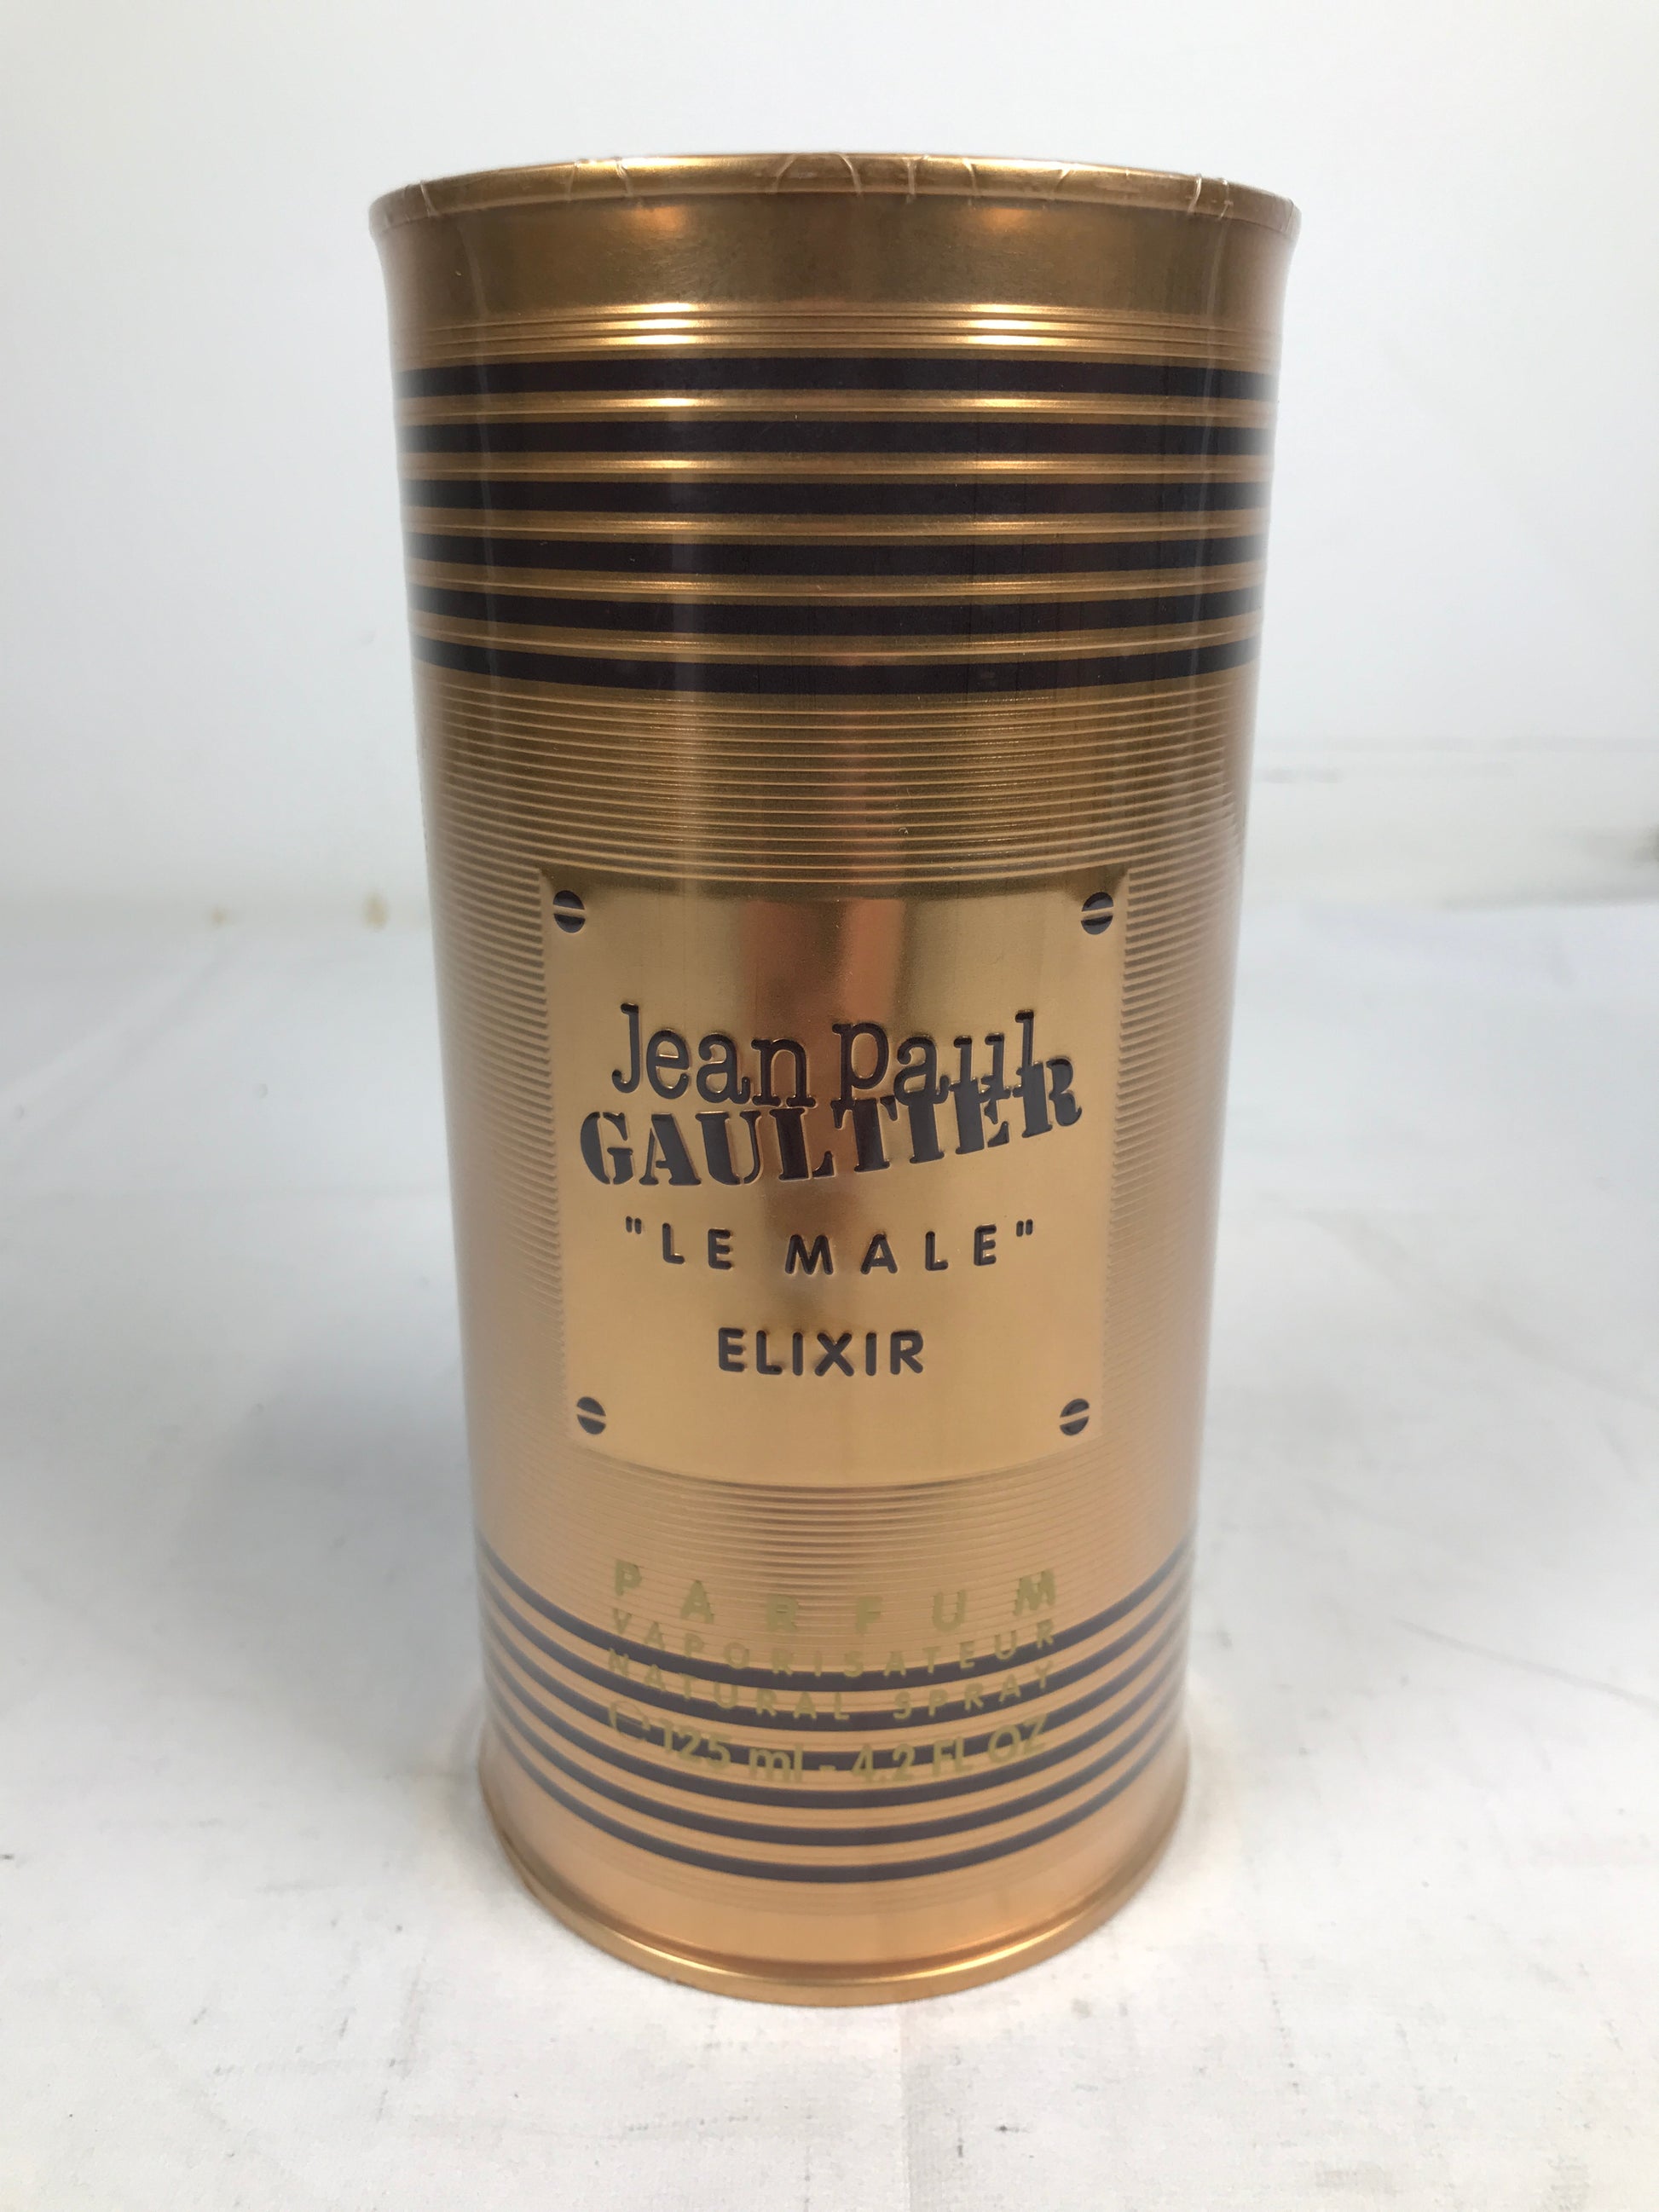 Jean Paul
GAULTIER
"LE MALE"
ELIXIR
PARFUM
VAPORISATEUR
NATURAL SPRAY
℮ 125 ml - 4.2 FL OZ